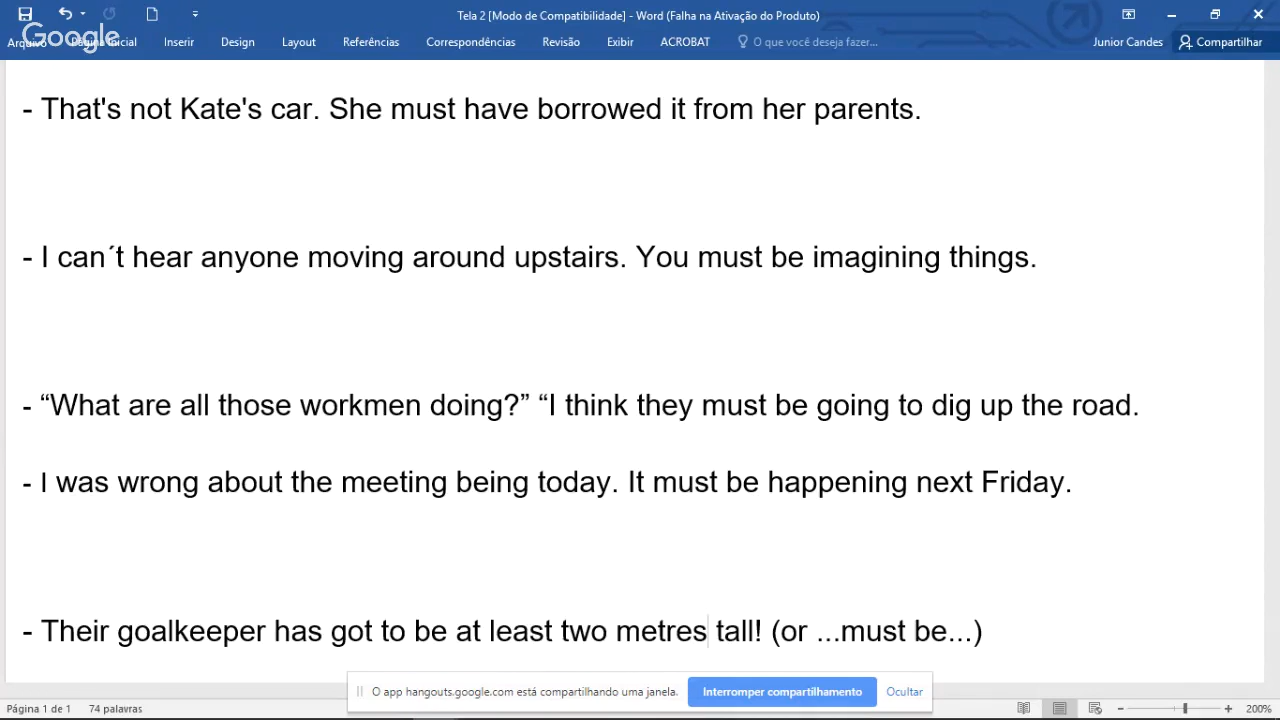 Tela 2 [Modo de Compatibilidade] - Word (Falha na Ativação do Produto)
Google
Arquivo Página Inicial Inserir Design Layout Referências Correspondências Revisão Exibir ACROBAT O que você deseja fazer... Junior Candes Compartilhar
- That's not Kate's car. She must have borrowed it from her parents.
- I can´t hear anyone moving around upstairs. You must be imagining things.
- “What are all those workmen doing?” “I think they must be going to dig up the road.
- I was wrong about the meeting being today. It must be happening next Friday.
- Their goalkeeper has got to be at least two metres tall! (or ...must be...)
O app hangouts.google.com está compartilhando uma janela. Interromper compartilhamento Ocultar
Página 1 de 1 74 palavras 200%